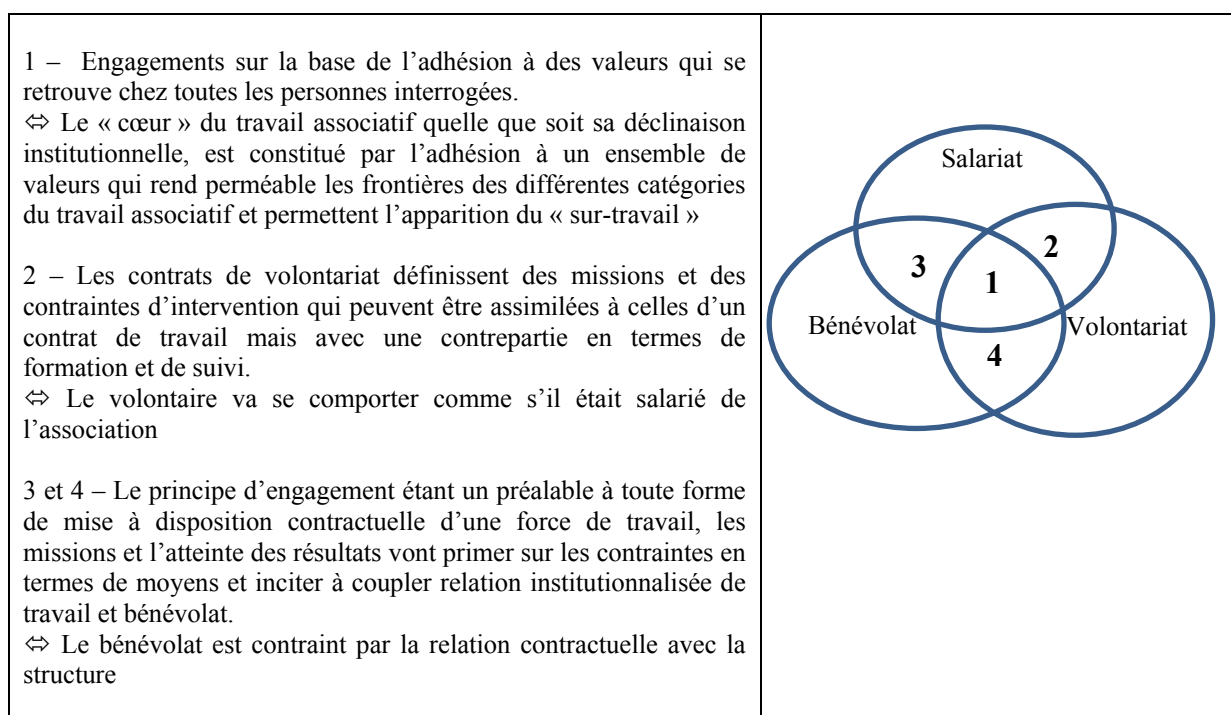 1 – Engagements sur la base de l’adhésion à des valeurs qui se
retrouve chez toutes les personnes interrogées.
⇔ Le « cœur » du travail associatif quelle que soit sa déclinaison
institutionnelle, est constitué par l’adhésion à un ensemble de
valeurs qui rend perméable les frontières des différentes catégories
du travail associatif et permettent l’apparition du « sur-travail »
2 – Les contrats de volontariat définissent des missions et des
contraintes d’intervention qui peuvent être assimilées à celles d’un
contrat de travail mais avec une contrepartie en termes de
formation et de suivi.
⇔ Le volontaire va se comporter comme s’il était salarié de
l’association
3 et 4 – Le principe d’engagement étant un préalable à toute forme
de mise à disposition contractuelle d’une force de travail, les
missions et l’atteinte des résultats vont primer sur les contraintes en
termes de moyens et inciter à coupler relation institutionnalisée de
travail et bénévolat.
⇔ Le bénévolat est contraint par la relation contractuelle avec la
structure
Salariat
2
3
1
Bénévolat
Volontariat
4